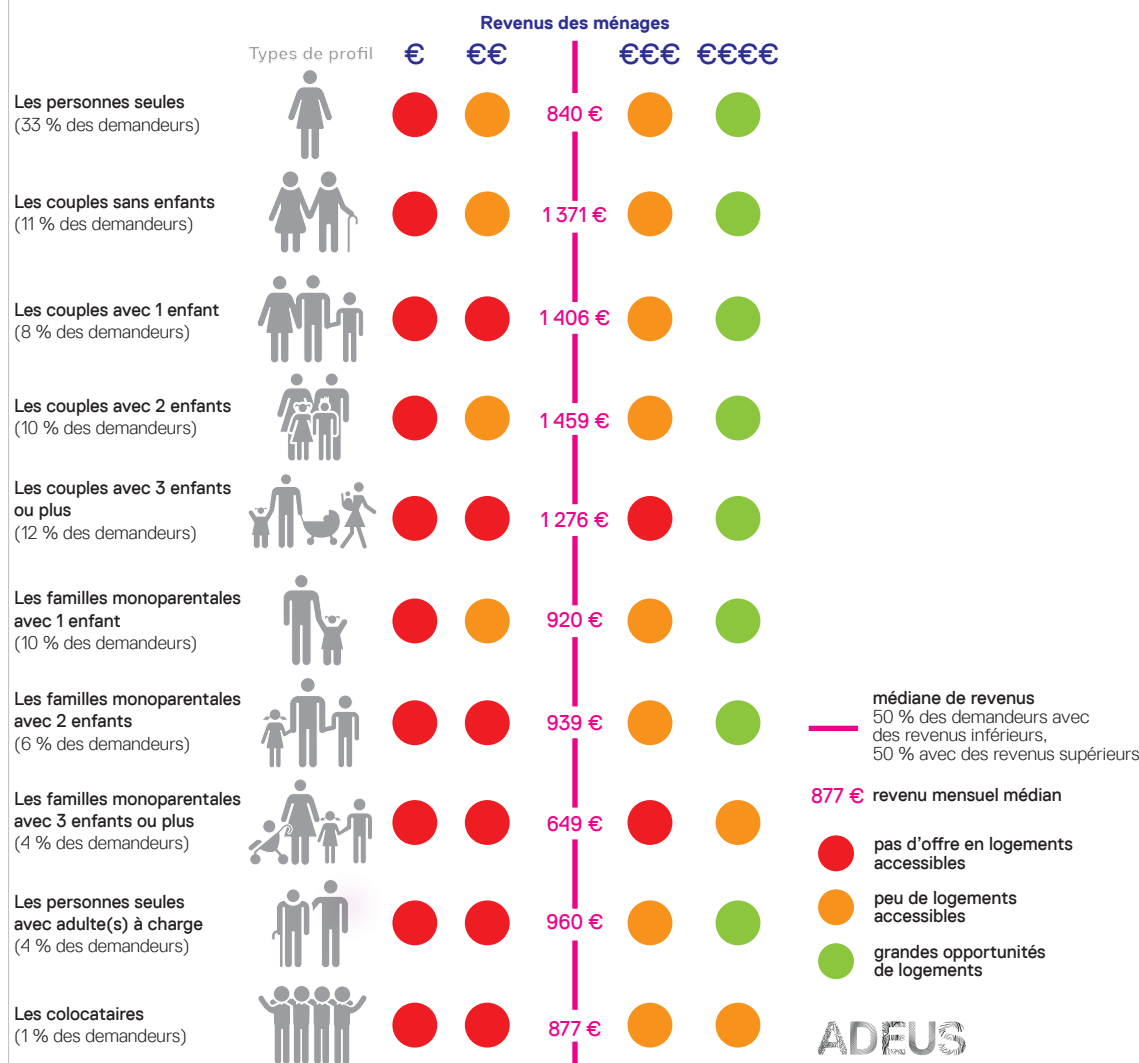 Revenus des ménages
Types de profil € €€ €€€ €€€€
Les personnes seules
(33 % des demandeurs)
840 €
Les couples sans enfants
(11 % des demandeurs)
1 371 €
Les couples avec 1 enfant
(8 % des demandeurs)
1 406 €
Les couples avec 2 enfants
(10 % des demandeurs)
1 459 €
Les couples avec 3 enfants
ou plus
(12 % des demandeurs)
1 276 €
Les familles monoparentales
avec 1 enfant
(10 % des demandeurs)
920 €
Les familles monoparentales
avec 2 enfants
(6 % des demandeurs)
939 €
Les familles monoparentales
avec 3 enfants ou plus
(4 % des demandeurs)
649 €
Les personnes seules
avec adulte(s) à charge
(4 % des demandeurs)
960 €
Les colocataires
(1 % des demandeurs)
877 €
médiane de revenus
50 % des demandeurs avec
des revenus inférieurs,
50 % avec des revenus supérieurs
877 € revenu mensuel médian
pas d'offre en logements
accessibles
peu de logements
accessibles
grandes opportunités
de logements
ADEUS